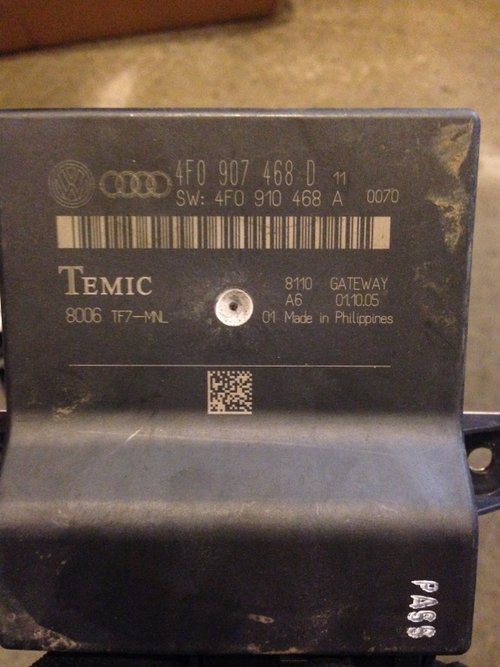 4F0 907 468 D 11
SW: 4F0 910 468 A 0070
TEMIC
8110 GATEWAY
A6 01.10.05
8006 TF7-MNL 01 Made in Philippines
PASS